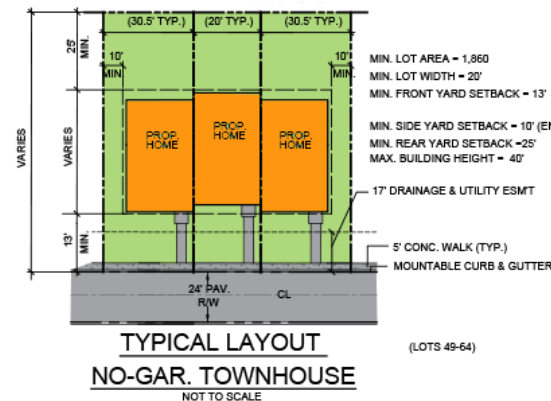 (30.5' TYP.) (20' TYP.) (30.5' TYP.)
25' MIN.
10' MIN
10' MIN.
VARIES
VARIES
PROP. HOME
PROP. HOME
PROP. HOME
13' MIN.
MIN. LOT AREA = 1,860
MIN. LOT WIDTH = 20'
MIN. FRONT YARD SETBACK = 13'
MIN. SIDE YARD SETBACK = 10' (EN
MIN. REAR YARD SETBACK =25'
MAX. BUILDING HEIGHT = 40'
17' DRAINAGE & UTILITY ESM'T
5' CONC. WALK (TYP.)
MOUNTABLE CURB & GUTTER
24' PAV.
R/W
CL
TYPICAL LAYOUT
(LOTS 49-64)
NO-GAR. TOWNHOUSE
NOT TO SCALE